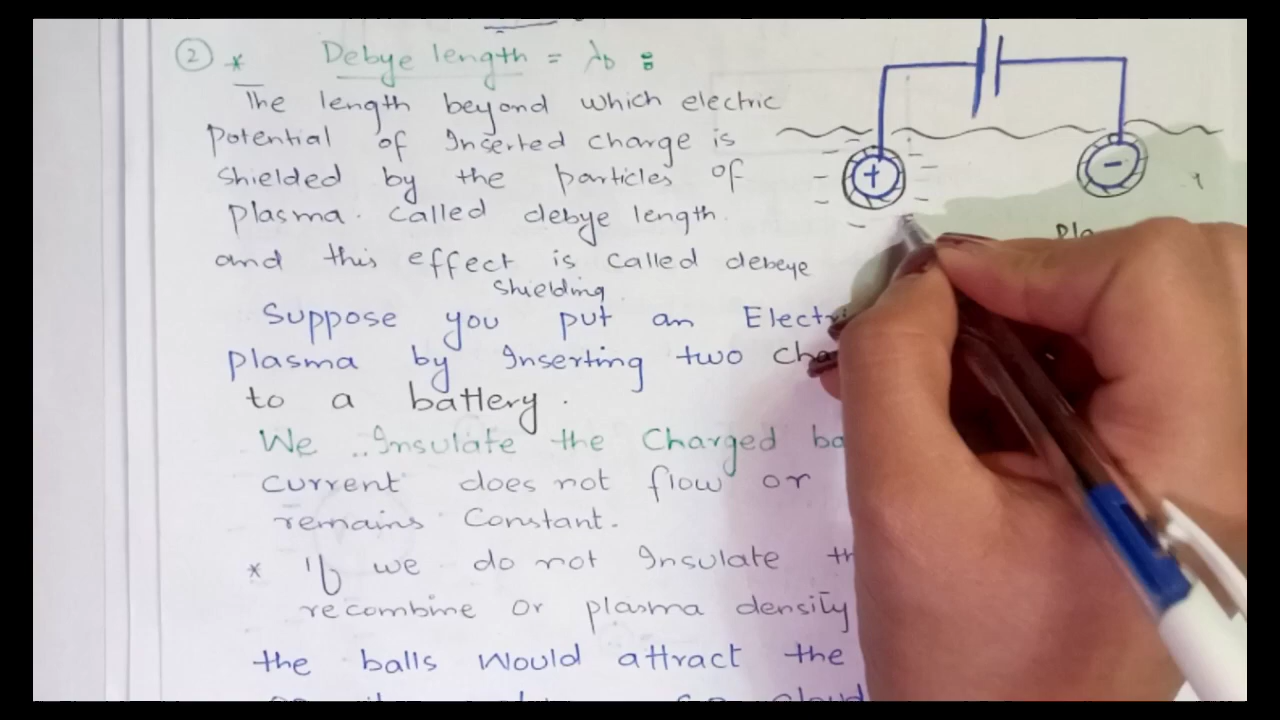 ② * Debye length = λD :
The length beyond which electric
Potential of Inserted charge is
Shielded by the particles of
Plasma. Called debye length.
and this effect is called debeye
Shielding.
Suppose you put an
plasma by Inserting two
to a battery.
We Insulate the Charged
current does not flow or
remains Constant.
* If we do not Insulate
recombine or plasma density
the balls would attract the
+
-